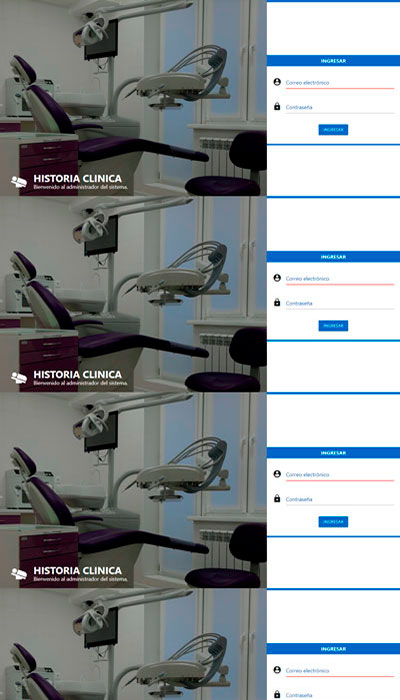 INGRESAR
Correo electrónico
Contraseña
INGRESAR
HISTORIA CLINICA
Bienvenido al administrador del sistema.
INGRESAR
Correo electrónico
Contraseña
INGRESAR
HISTORIA CLINICA
Bienvenido al administrador del sistema.
INGRESAR
Correo electrónico
Contraseña
INGRESAR
HISTORIA CLINICA
Bienvenido al administrador del sistema.
INGRESAR
Correo electrónico
Contraseña